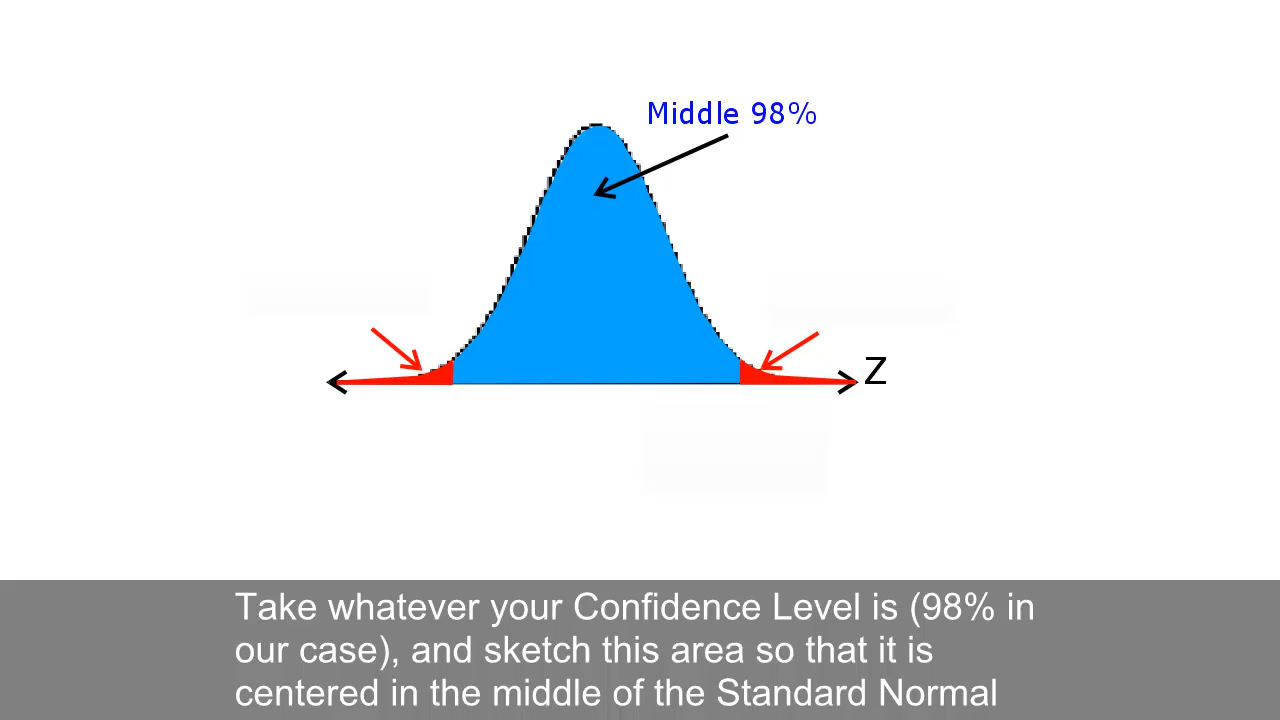 Middle 98%
Z
Take whatever your Confidence Level is (98% in
our case), and sketch this area so that it is
centered in the middle of the Standard Normal